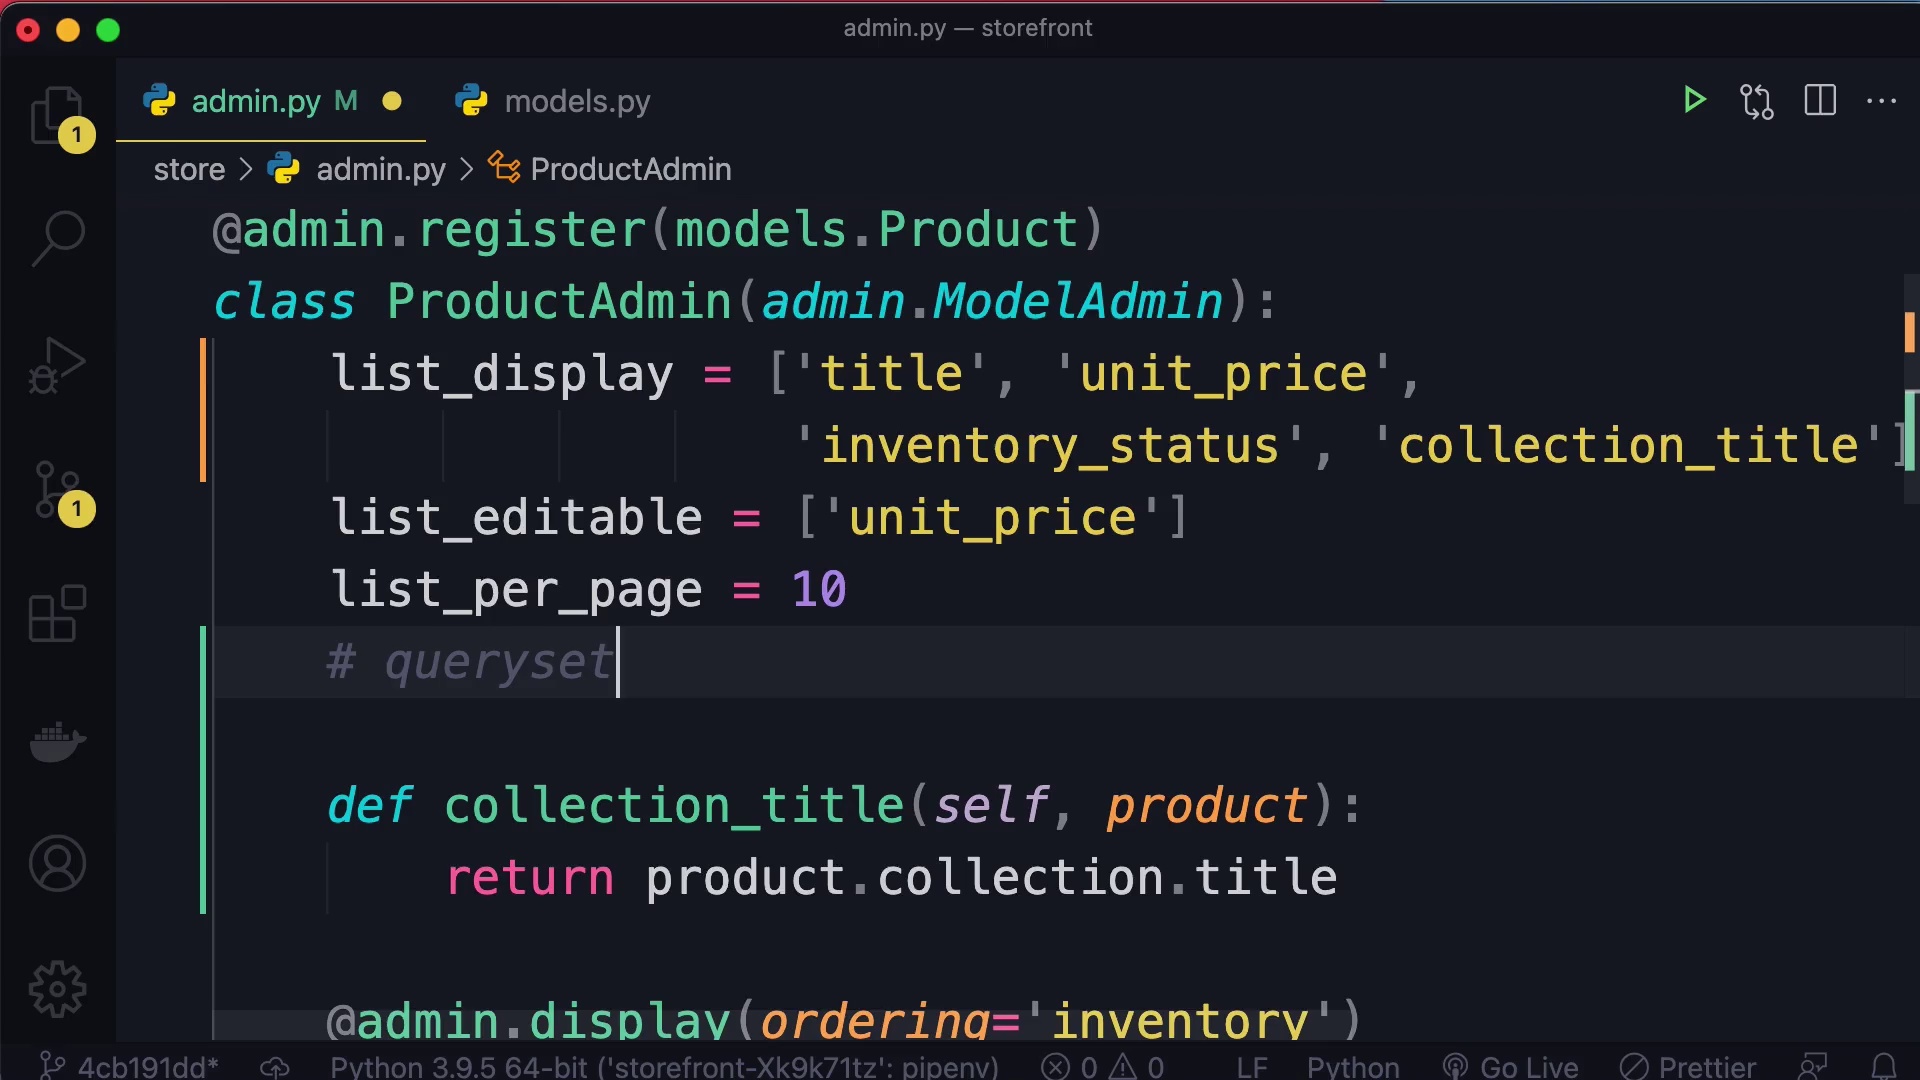 admin.py — storefront
admin.py M models.py
store > admin.py > ProductAdmin
@admin.register(models.Product)
class ProductAdmin(admin.ModelAdmin):
list_display = ['title', 'unit_price',
'inventory_status', 'collection_title']
list_editable = ['unit_price']
list_per_page = 10
# queryset
def collection_title(self, product):
return product.collection.title
@admin.display(ordering='inventory')
1
1
4cb191dd* Python 3.9.5 64-bit ('storefront-Xk9k71tz': pipenv) 0 0 LF Python Go Live Prettier